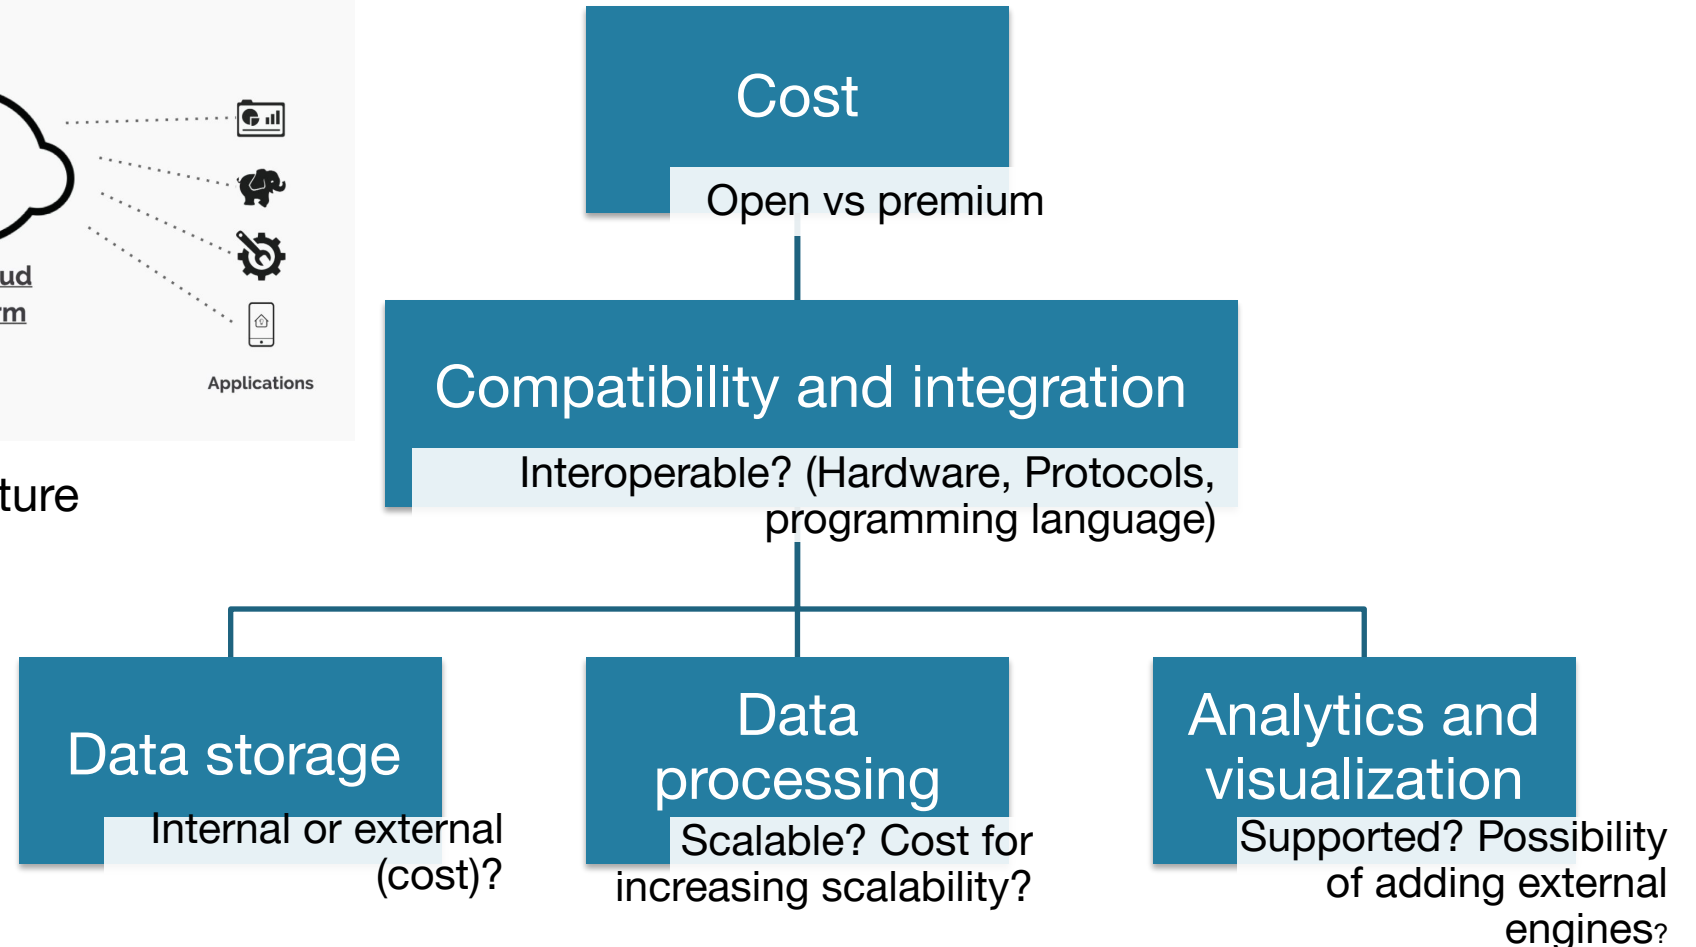 Cost
Open vs premium
ud
rm
Applications
Compatibility and integration
Interoperable? (Hardware, Protocols,
programming language)
ture
Data storage
Internal or external
(cost)?
Data
processing
Scalable? Cost for
increasing scalability?
Analytics and
visualization
Supported? Possibility
of adding external
engines?